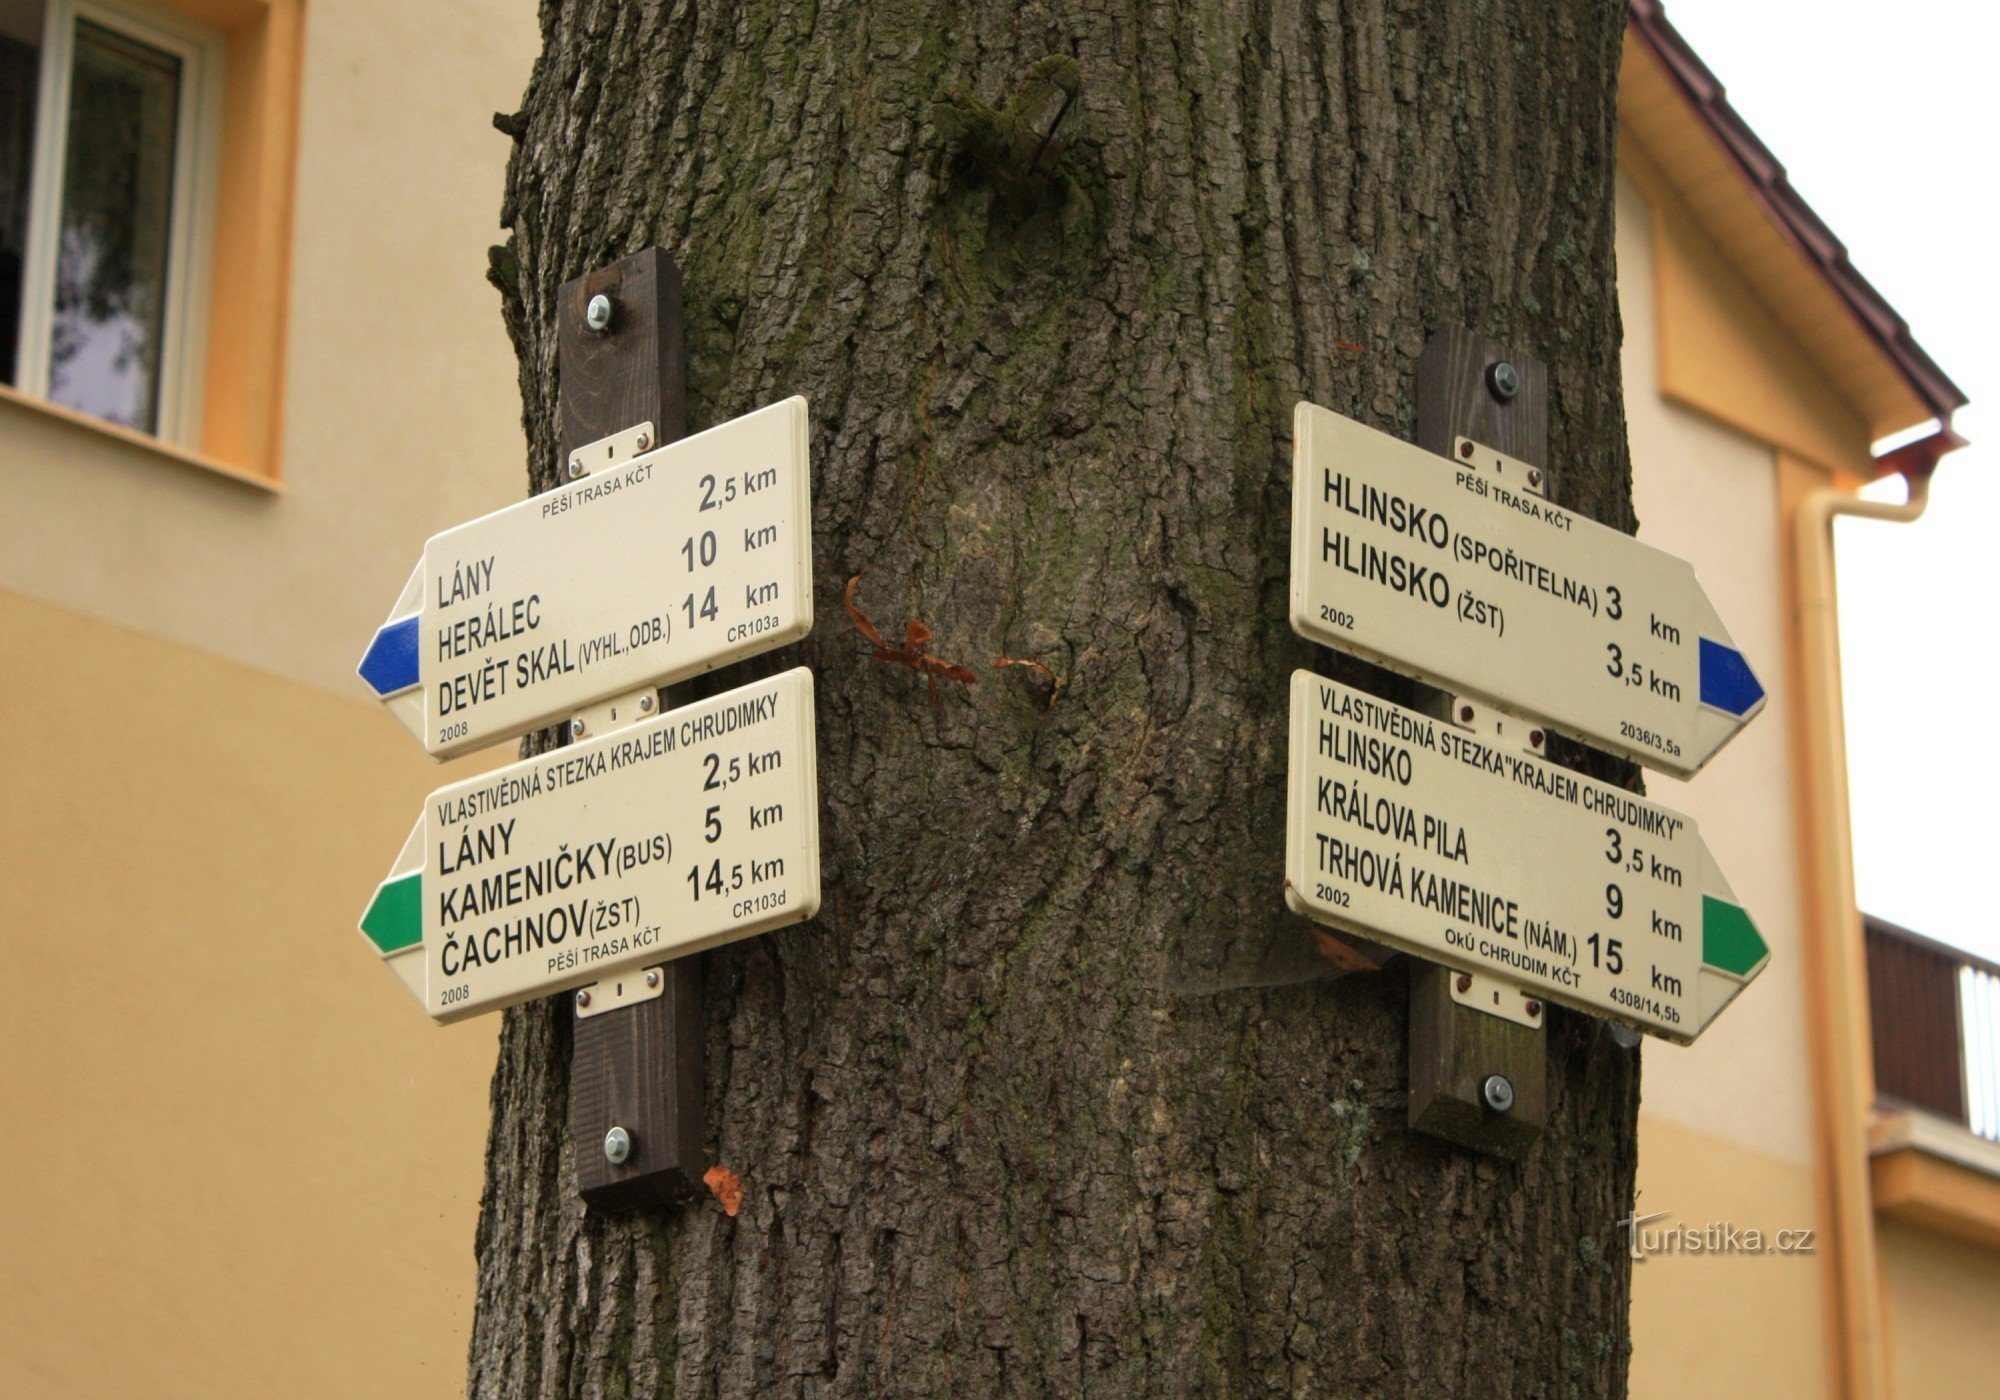 PĚŠÍ TRASA KČT
LÁNY 2,5 km
HERÁLEC 10 km
DEVĚT SKAL (VYHL.,ODB.) 14 km
2008 CR103a
VLASTIVĚDNÁ STEZKA KRAJEM CHRUDIMKY
LÁNY 2,5 km
KAMENIČKY(BUS) 5 km
ČACHNOV(ŽST) 14,5 km
2008 PĚŠÍ TRASA KČT CR103d
PĚŠÍ TRASA KČT
HLINSKO (SPOŘITELNA) 3 km
HLINSKO (ŽST) 3,5 km
2002 2036/3,5a
VLASTIVĚDNÁ STEZKA"KRAJEM CHRUDIMKY"
HLINSKO 3,5 km
KRÁLOVA PILA 9 km
TRHOVÁ KAMENICE (NÁM.) 15 km
2002 OkÚ CHRUDIM KČT 4308/14,5b
Turistika.cz